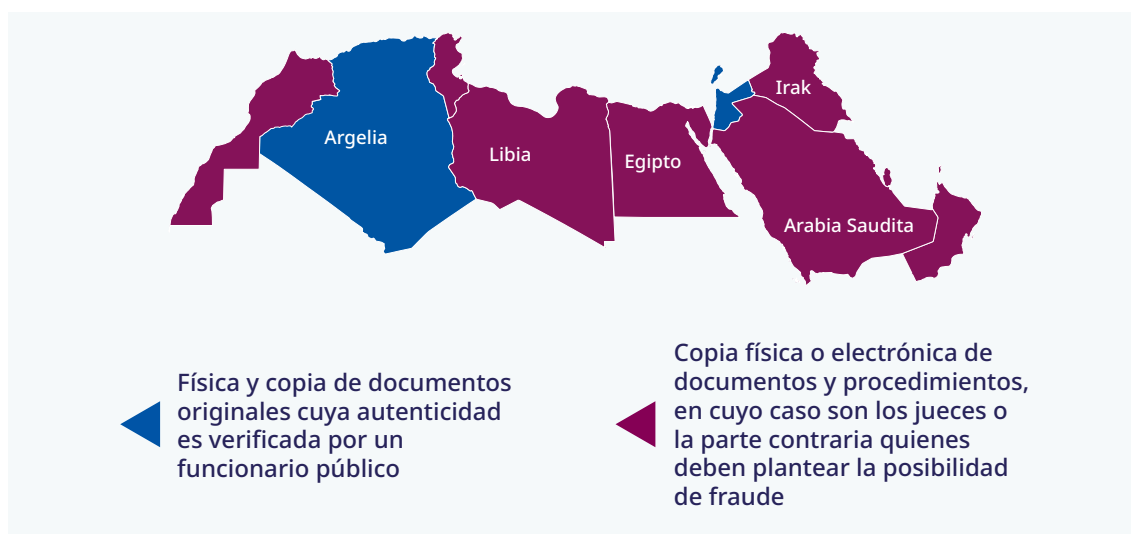 Irak
Argelia
Libia
Egipto
Arabia Saudita
Física y copia de documentos
originales cuya autenticidad
es verificada por un
funcionario público
Copia física o electrónica de
documentos y procedimientos,
en cuyo caso son los jueces o
la parte contraria quienes
deben plantear la posibilidad
de fraude